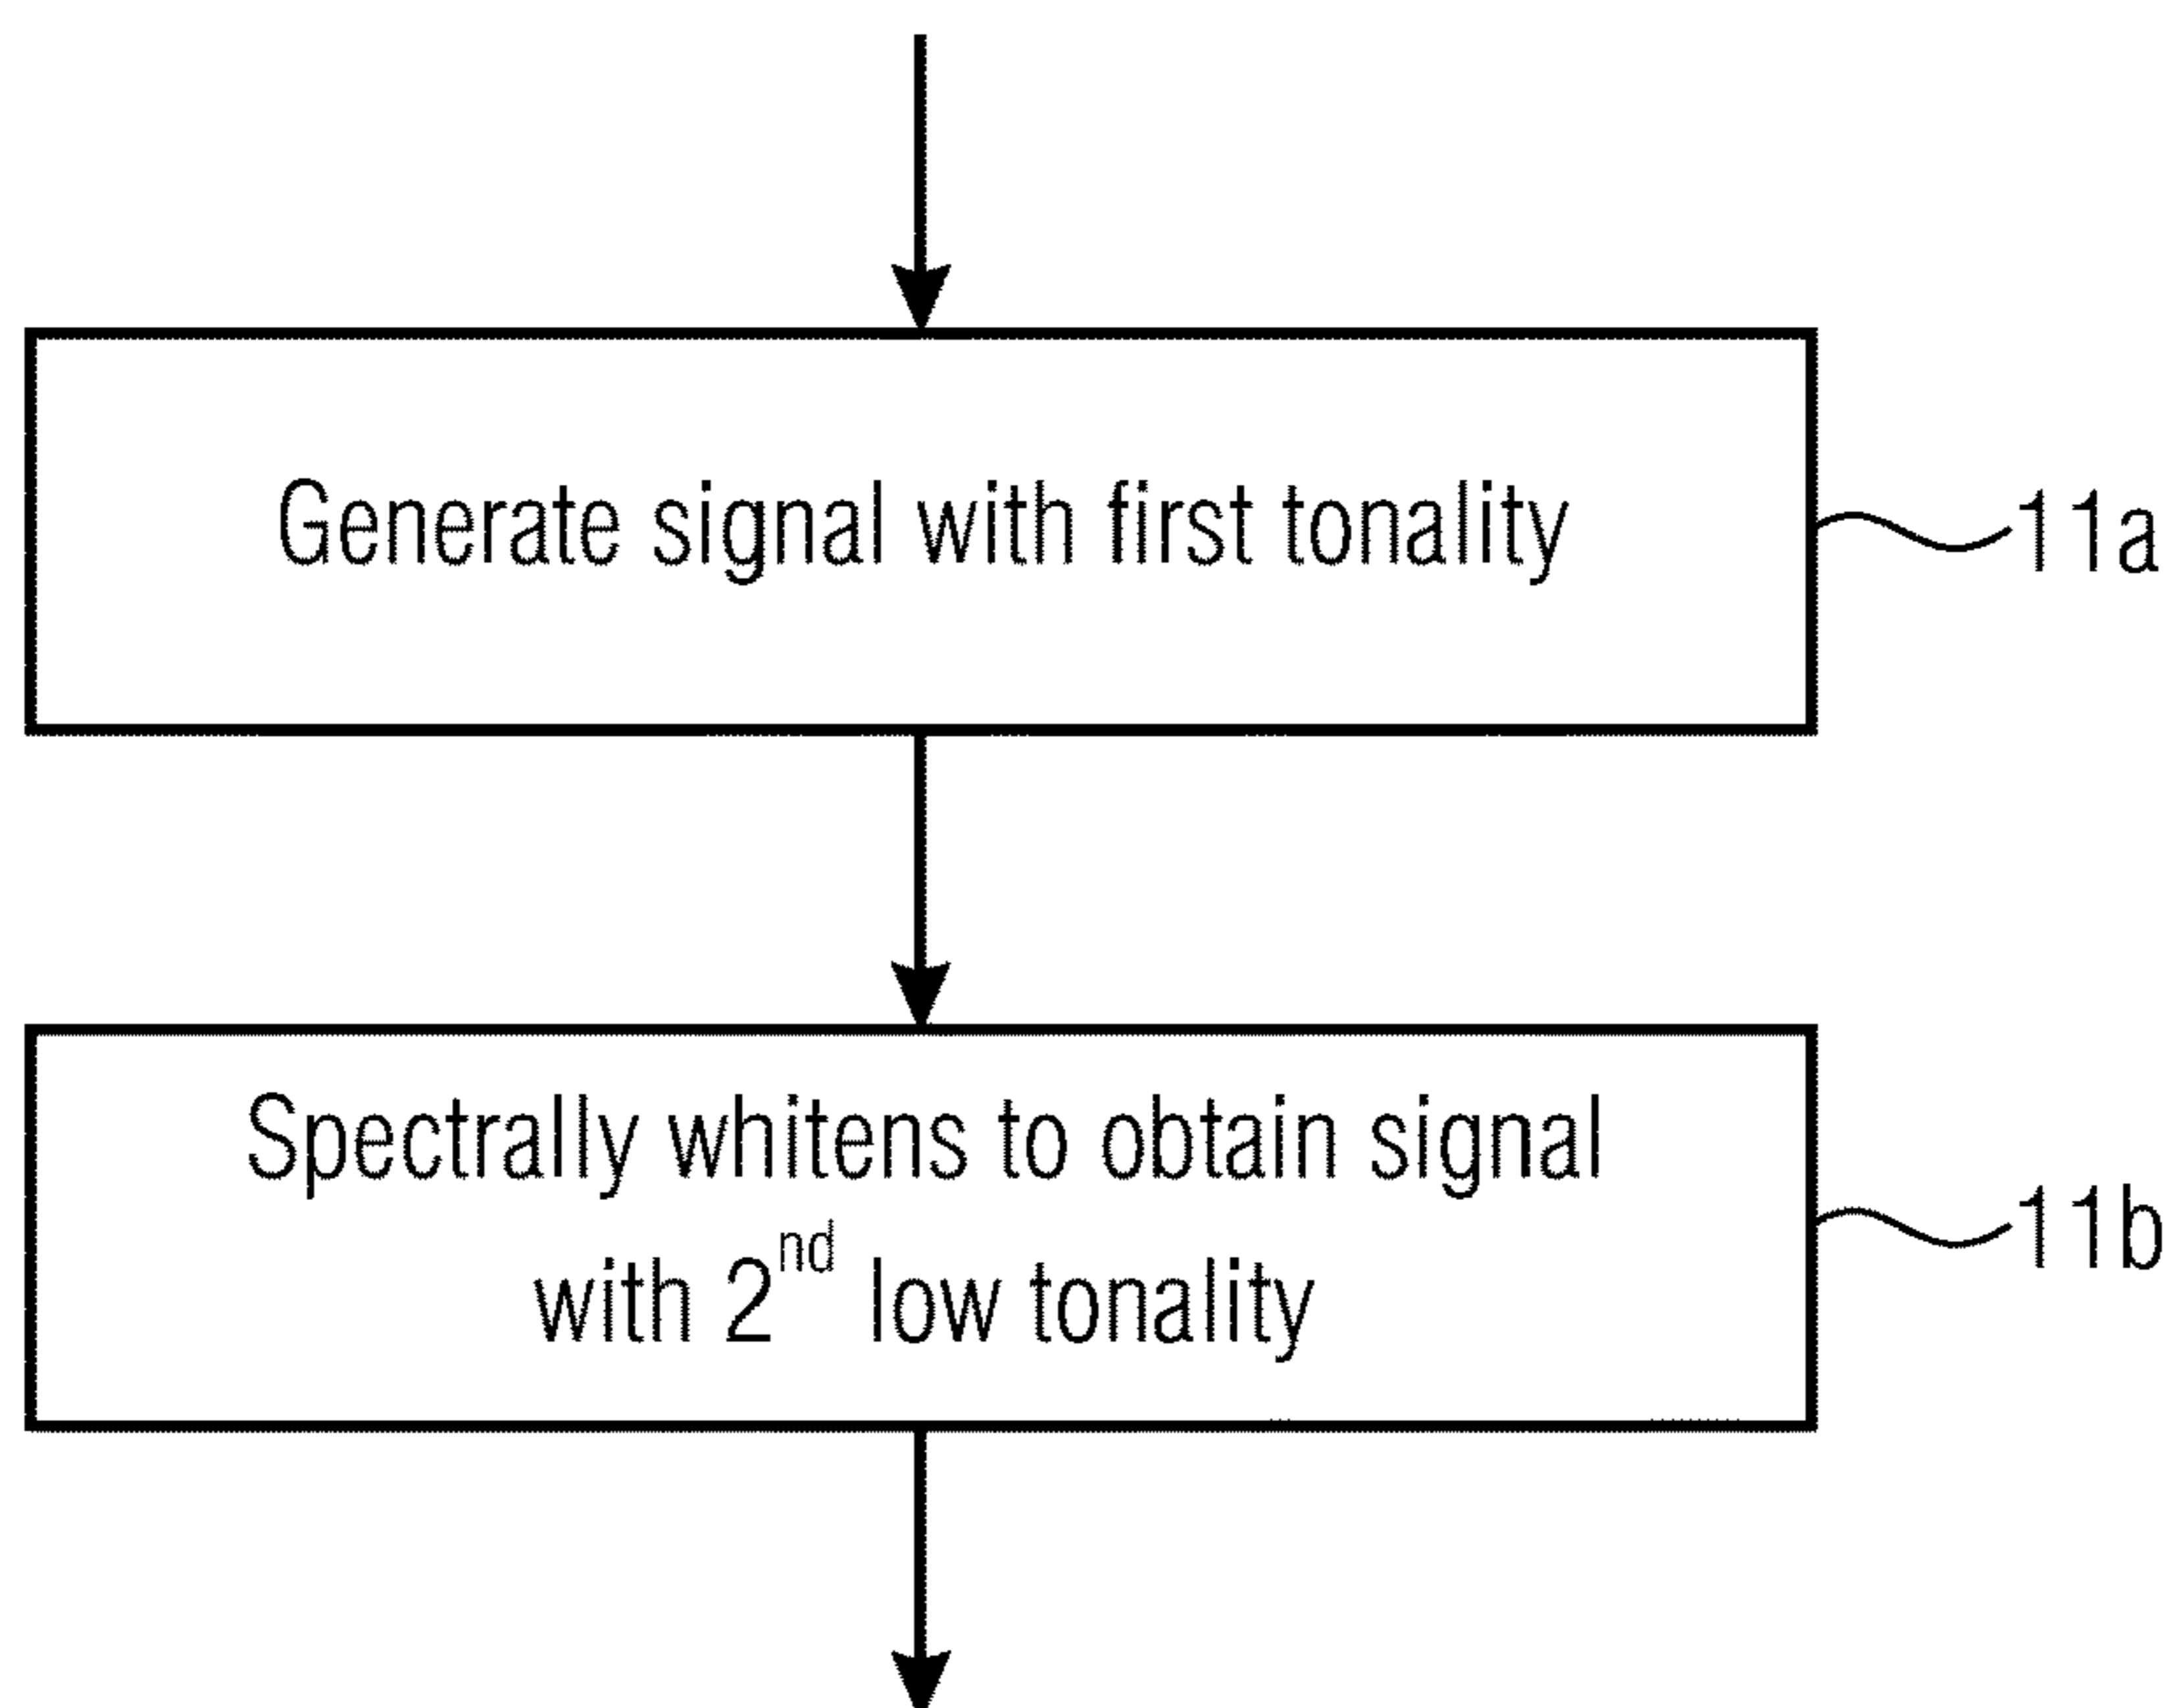 Generate signal with first tonality
11a
Spectrally whitens to obtain signal
with 2nd low tonality
11b